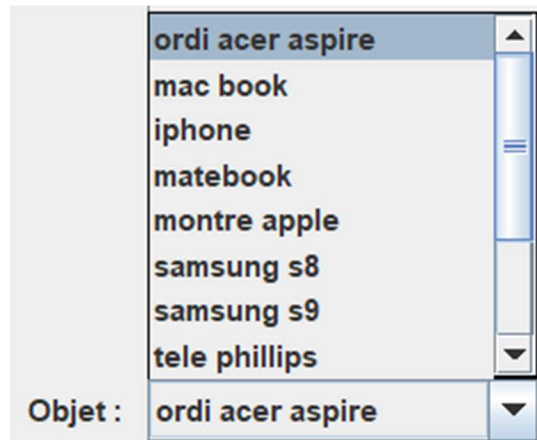 ordi acer aspire
mac book
iphone
matebook
montre apple
samsung s8
samsung s9
tele phillips
Objet : ordi acer aspire